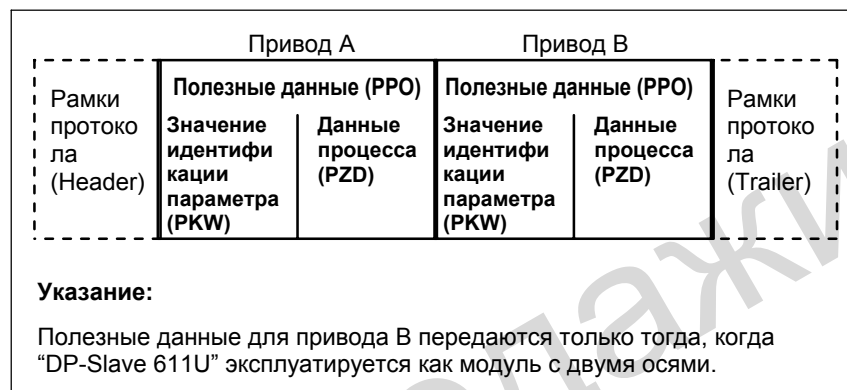 Привод A Привод B
Рамки протоко ла (Header)
Полезные данные (PPO)
Значение идентифи кации параметра (PKW)
Данные процесса (PZD)
Полезные данные (PPO)
Значение идентифи кации параметра (PKW)
Данные процесса (PZD)
Рамки протоко ла (Trailer)
Указание:
Полезные данные для привода B передаются только тогда, когда
“DP-Slave 611U” эксплуатируется как модуль с двумя осями.